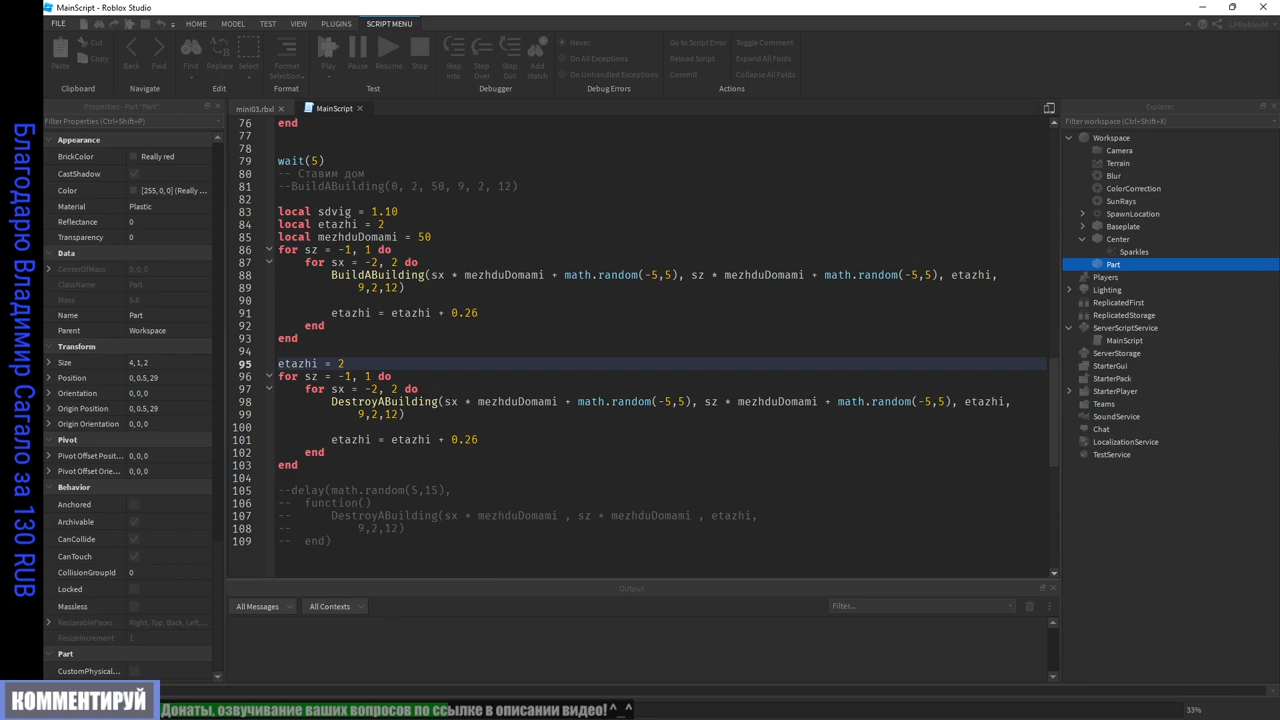 MainScript - Roblox Studio
FILE
HOME
MODEL
TEST
VIEW
PLUGINS
SCRIPT MENU
Paste
Cut
Copy
Clipboard
Back
Fwd
Navigate
Find
Replace
Select
Edit
Format
Selection
Format
Play
Pause
Resume
Stop
Test
Step
Into
Step
Over
Step
Out
Add
Watch
Debugger
Never
On All Exceptions
On Unhandled Exceptions
Debug Errors
Go to Script Error
Reload Script
Commit
Toggle Comment
Expand All Folds
Collapse All Folds
Actions
Благодарю Владимир Сагало за 130 RUB
Properties - Part "Part"
Filter Properties (Ctrl+Shift+P)
Appearance
BrickColor Really red
CastShadow
Color [255, 0, 0] (Really ...
Material Plastic
Reflectance 0
Transparency 0
Data
CenterOfMass 0, 0, 0
ClassName Part
Mass 5.6
Name Part
Parent Workspace
Transform
Size 4, 1, 2
Position 0, 0.5, 29
Orientation 0, 0, 0
Origin Position 0, 0.5, 29
Origin Orientation 0, 0, 0
Pivot
Pivot Offset Posit... 0, 0, 0
Pivot Offset Orie... 0, 0, 0
Behavior
Anchored
Archivable
CanCollide
CanTouch
CollisionGroupId 0
Locked
Massless
ResizeableFaces Right, Top, Back, Left,...
ResizeIncrement 1
Part
CustomPhysical...
mini03.rbxl
MainScript
76 end
77
78
79 wait(5)
80 -- Ставим дом
81 --BuildABuilding(0, 2, 50, 9, 2, 12)
82
83 local sdvig = 1.10
84 local etazhi = 2
85 local mezhduDomami = 50
86 for sz = -1, 1 do
87 for sx = -2, 2 do
88 BuildABuilding(sx * mezhduDomami + math.random(-5,5), sz * mezhduDomami + math.random(-5,5), etazhi,
89 9,2,12)
90
91 etazhi = etazhi + 0.26
92 end
93 end
94
95 etazhi = 2
96 for sz = -1, 1 do
97 for sx = -2, 2 do
98 DestroyABuilding(sx * mezhduDomami + math.random(-5,5), sz * mezhduDomami + math.random(-5,5), etazhi,
99 9,2,12)
100
101 etazhi = etazhi + 0.26
102 end
103 end
104
105 --delay(math.random(5,15),
106 -- function()
107 -- DestroyABuilding(sx * mezhduDomami , sz * mezhduDomami , etazhi,
108 -- 9,2,12)
109 -- end)
Output
All Messages
All Contexts
Filter...
Explorer
Filter workspace (Ctrl+Shift+X)
Workspace
Camera
Terrain
Blur
ColorCorrection
SunRays
SpawnLocation
Baseplate
Center
Sparkles
Part
Players
Lighting
ReplicatedFirst
ReplicatedStorage
ServerScriptService
MainScript
ServerStorage
StarterGui
StarterPack
StarterPlayer
Teams
SoundService
Chat
LocalizationService
TestService
КОММЕНТИРУЙ
Донаты, озвучивание ваших вопросов по ссылке в описании видео! ^_^
33%